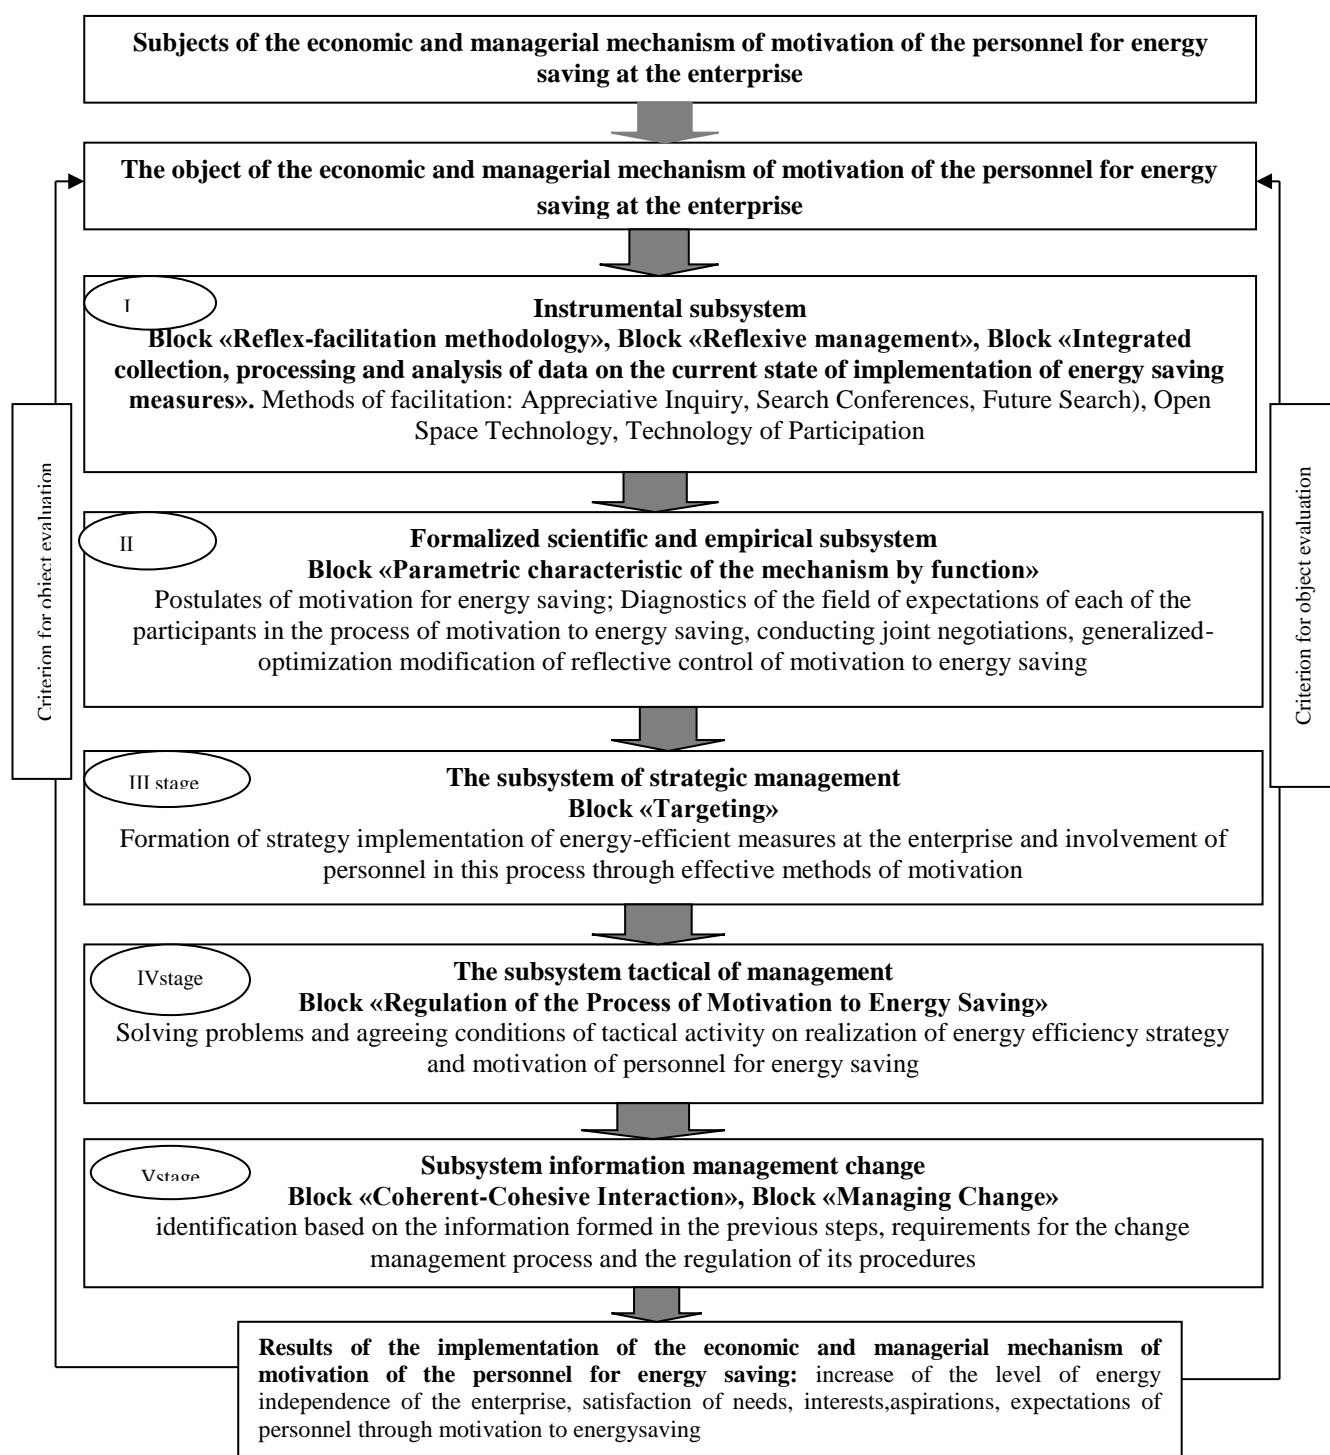 Subjects of the economic and managerial mechanism of motivation of the personnel for energy
saving at the enterprise
The object of the economic and managerial mechanism of motivation of the personnel for energy
saving at the enterprise
I
Instrumental subsystem
Block «Reflex-facilitation methodology», Block «Reflexive management», Block «Integrated
collection, processing and analysis of data on the current state of implementation of energy saving
measures». Methods of facilitation: Appreciative Inquiry, Search Conferences, Future Search), Open
Space Technology, Technology of Participation
Criterion for object evaluation
Criterion for object evaluation
II
Formalized scientific and empirical subsystem
Block «Parametric characteristic of the mechanism by function»
Postulates of motivation for energy saving; Diagnostics of the field of expectations of each of the
participants in the process of motivation to energy saving, conducting joint negotiations, generalized-
optimization modification of reflective control of motivation to energy saving
III stage
The subsystem of strategic management
Block «Targeting»
Formation of strategy implementation of energy-efficient measures at the enterprise and involvement of
personnel in this process through effective methods of motivation
IVstage
The subsystem tactical of management
Block «Regulation of the Process of Motivation to Energy Saving»
Solving problems and agreeing conditions of tactical activity on realization of energy efficiency strategy
and motivation of personnel for energy saving
Vstage
Subsystem information management change
Block «Coherent-Cohesive Interaction», Block «Managing Change»
identification based on the information formed in the previous steps, requirements for the change
management process and the regulation of its procedures
Results of the implementation of the economic and managerial mechanism of
motivation of the personnel for energy saving: increase of the level of energy
independence of the enterprise, satisfaction of needs, interests,aspirations, expectations of
personnel through motivation to energysaving